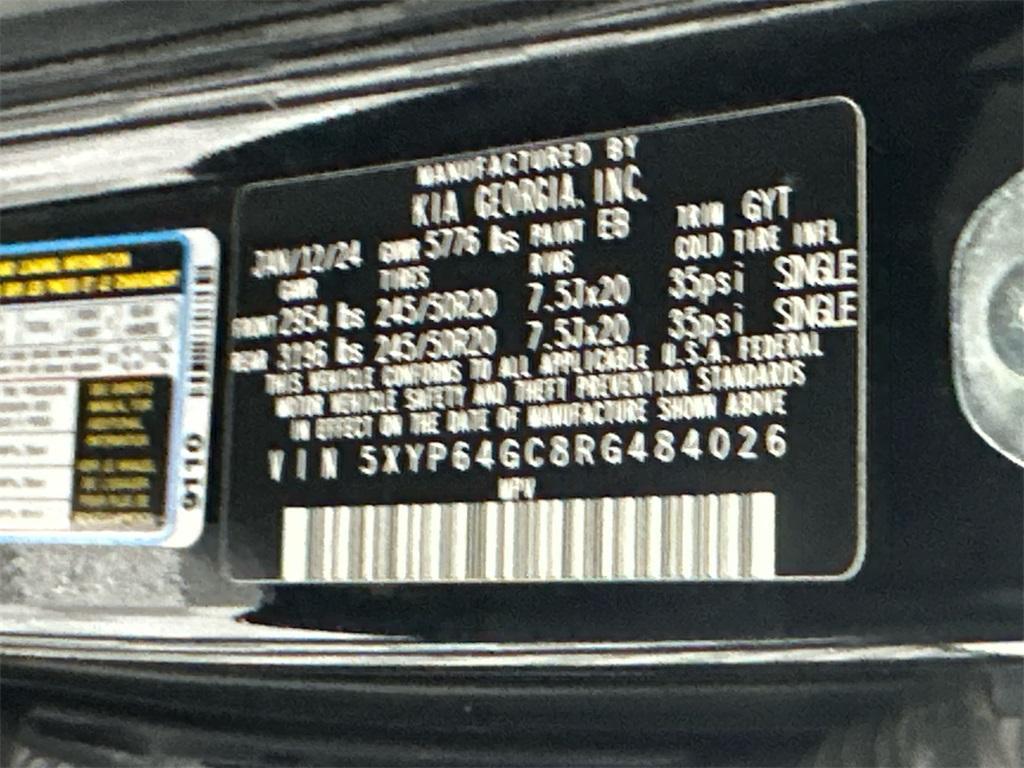 MANUFACTURED BY
KIA GEORGIA, INC.
JAN/12/24 GVWR 5776 lbs PAINT EB TRIM GYT
GAWR TIRES RIMS COLD TIRE INFL
FRONT 2954 lbs 245/50R20 7.5Jx20 35psi SINGLE
REAR 3196 lbs 245/50R20 7.5Jx20 35psi SINGLE
THIS VEHICLE CONFORMS TO ALL APPLICABLE U.S.A. FEDERAL
MOTOR VEHICLE SAFETY AND THEFT PREVENTION STANDARDS
IN EFFECT ON THE DATE OF MANUFACTURE SHOWN ABOVE
VIN 5XYP64GC8RG484026
MPV
9110